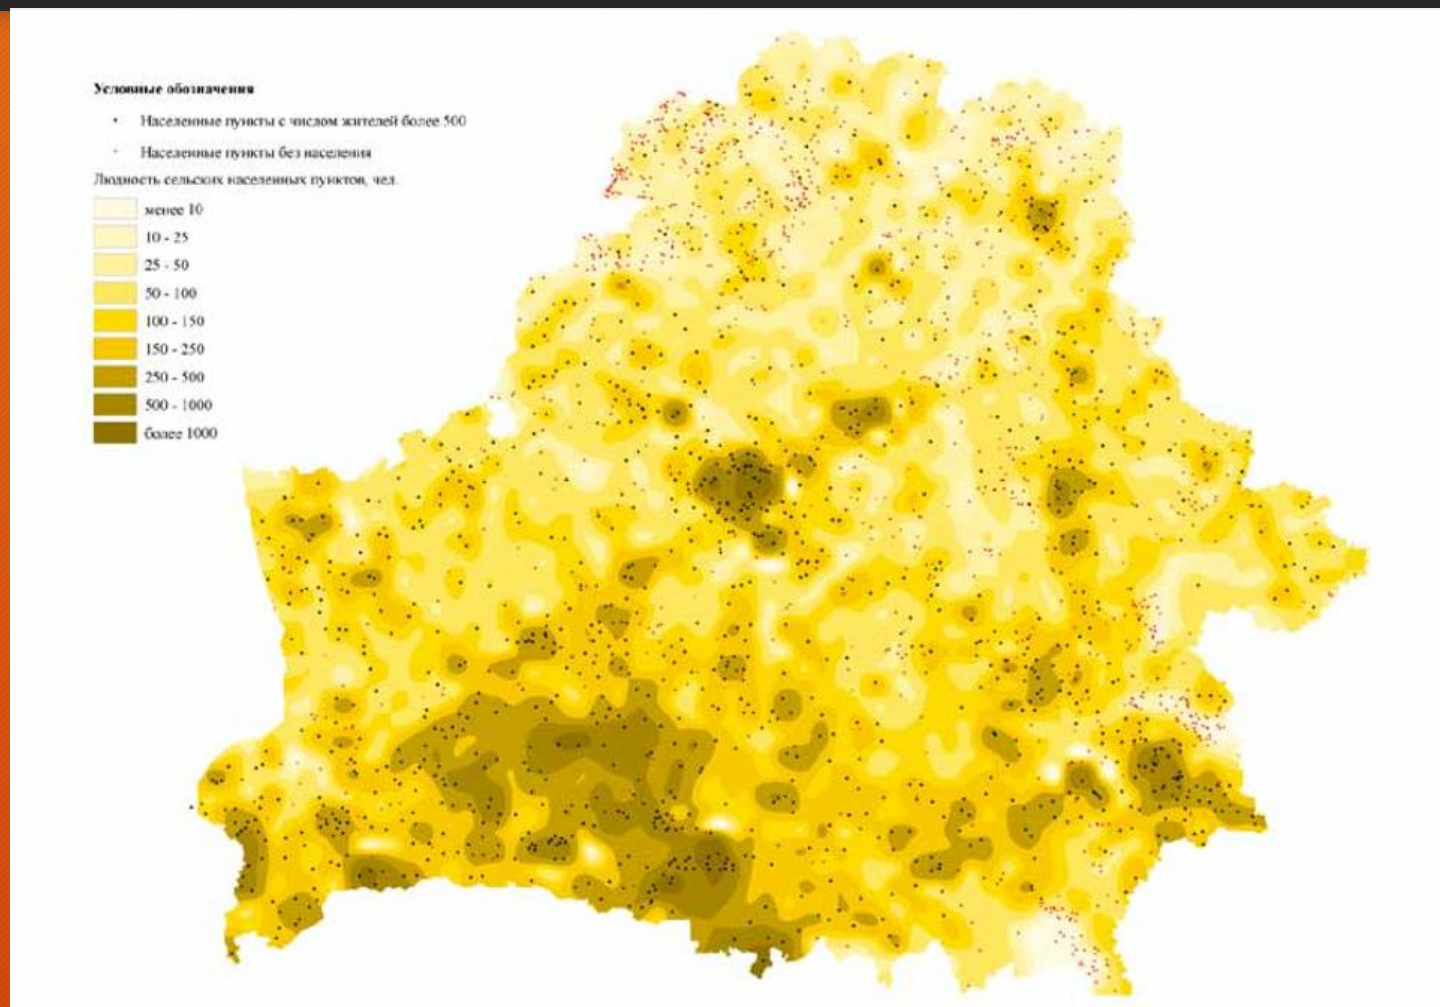 Условные обозначения
Населенные пункты с числом жителей более 500
Населенные пункты без населения
Людность сельских населенных пунктов, чел.
менее 10
10 - 25
25 - 50
50 - 100
100 - 150
150 - 250
250 - 500
500 - 1000
более 1000